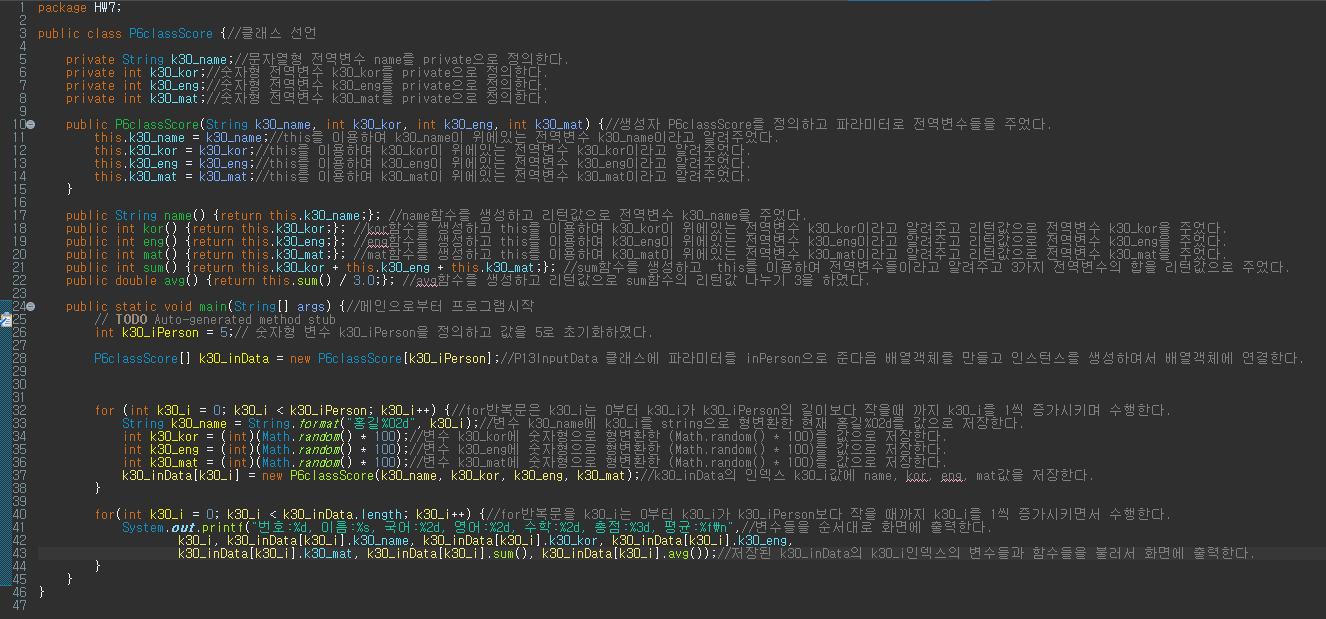 1 package HW7;
2
3 public class P6classScore {//클래스 선언
4
5 private String k30_name;//문자열형 전역변수 name를 private으로 정의한다.
6 private int k30_kor;//숫자형 전역변수 k30_kor를 private으로 정의한다.
7 private int k30_eng;//숫자형 전역변수 k30_eng를 private으로 정의한다.
8 private int k30_mat;//숫자형 전역변수 k30_mat를 private으로 정의한다.
9
10 public P6classScore(String k30_name, int k30_kor, int k30_eng, int k30_mat) {//생성자 P6classScore를 정의하고 파라미터로 전역변수들을 주었다.
11 this.k30_name = k30_name;//this를 이용하여 k30_name이 위에있는 전역변수 k30_name이라고 알려주었다.
12 this.k30_kor = k30_kor;//this를 이용하여 k30_kor이 위에있는 전역변수 k30_kor이라고 알려주었다.
13 this.k30_eng = k30_eng;//this를 이용하여 k30_eng이 위에있는 전역변수 k30_eng이라고 알려주었다.
14 this.k30_mat = k30_mat;//this를 이용하여 k30_mat이 위에있는 전역변수 k30_mat이라고 알려주었다.
15 }
16
17 public String name() {return this.k30_name;}; //name함수를 생성하고 리턴값으로 전역변수 k30_name을 주었다.
18 public int kor() {return this.k30_kor;}; //kor함수를 생성하고 this를 이용하여 k30_kor이 위에있는 전역변수 k30_kor이라고 알려주고 리턴값으로 전역변수 k30_kor을 주었다.
19 public int eng() {return this.k30_eng;}; //eng함수를 생성하고 this를 이용하여 k30_eng이 위에있는 전역변수 k30_eng이라고 알려주고 리턴값으로 전역변수 k30_eng를 주었다.
20 public int mat() {return this.k30_mat;}; //mat함수를 생성하고 this를 이용하여 k30_mat이 위에있는 전역변수 k30_mat이라고 알려주고 리턴값으로 전역변수 k30_mat를 주었다.
21 public int sum() {return this.k30_kor + this.k30_eng + this.k30_mat;}; //sum함수를 생성하고  this를 이용하여 전역변수들이라고 알려주고 3가지 전역변수의 합을 리턴값으로 주었다.
22 public double avg() {return this.sum() / 3.0;}; //avg함수를 생성하고 리턴값으로 sum함수의 리턴값 나누기 3를 하였다.
23
24 public static void main(String[] args) {//메인으로부터 프로그램시작
25 // TODO Auto-generated method stub
26 int k30_iPerson = 5;// 숫자형 변수 k30_iPerson을 정의하고 값을 5로 초기화하였다.
27
28 P6classScore[] k30_inData = new P6classScore[k30_iPerson];//P13InputData 클래스에 파라미터를 inPerson으로 준다음 배열객체를 만들고 인스턴스를 생성하여서 배열객체에 연결한다.
29
30
31
32 for (int k30_i = 0; k30_i < k30_iPerson; k30_i++) {//for반복문은 k30_i는 0부터 k30_i가 k30_iPerson의 길이보다 작을때 까지 k30_i를 1씩 증가시키며 수행한다.
33 String k30_name = String.format("홍길%02d", k30_i);//변수 k30_name에 k30_i를 string으로 형변환한 현재 홍길%02d를 값으로 저장한다.
34 int k30_kor = (int)(Math.random() * 100);//변수 k30_kor에 숫자형으로 형변환한 (Math.random() * 100)를 값으로 저장한다.
35 int k30_eng = (int)(Math.random() * 100);//변수 k30_eng에 숫자형으로 형변환한 (Math.random() * 100)를 값으로 저장한다.
36 int k30_mat = (int)(Math.random() * 100);//변수 k30_mat에 숫자형으로 형변환한 (Math.random() * 100)를 값으로 저장한다.
37 k30_inData[k30_i] = new P6classScore(k30_name, k30_kor, k30_eng, k30_mat);//k30_inData의 인덱스 k30_i값에 name, kor, eng, mat값을 저장한다.
38 }
39
40 for(int k30_i = 0; k30_i < k30_inData.length; k30_i++) {//for반복문을 k30_i는 0부터 k30_i가 k30_iPerson보다 작을 때까지 k30_i를 1씩 증가시키면서 수행한다.
41 System.out.printf("번호:%d, 이름:%s, 국어:%2d, 영어:%2d, 수학:%2d, 총점:%3d, 평균:%f₩n",//변수들을 순서대로 화면에 출력한다.
42 k30_i, k30_inData[k30_i].k30_name, k30_inData[k30_i].k30_kor, k30_inData[k30_i].k30_eng,
43 k30_inData[k30_i].k30_mat, k30_inData[k30_i].sum(), k30_inData[k30_i].avg());//저장된 k30_inData의 k30_i인덱스의 변수들과 함수들을 불러서 화면에 출력한다.
44 }
45 }
46 }
47